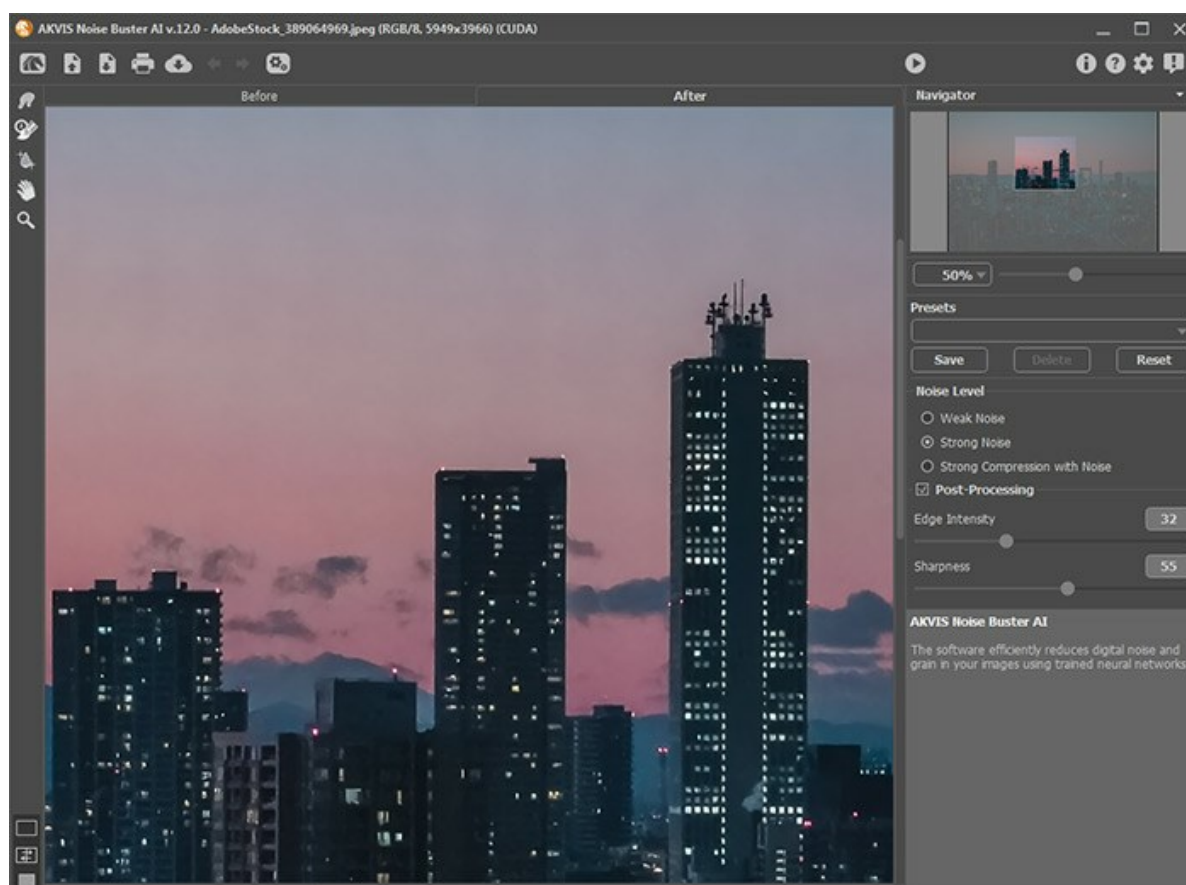 AKVIS Noise Buster AI v.12.0 - AdobeStock_389064969.jpeg (RGB/8, 5949x3966) (CUDA)
Before
After
Navigator
50%
Presets
Save
Delete
Reset
Noise Level
Weak Noise
Strong Noise
Strong Compression with Noise
Post-Processing
Edge Intensity
32
Sharpness
55
AKVIS Noise Buster AI
The software efficiently reduces digital noise and
grain in your images using trained neural networks